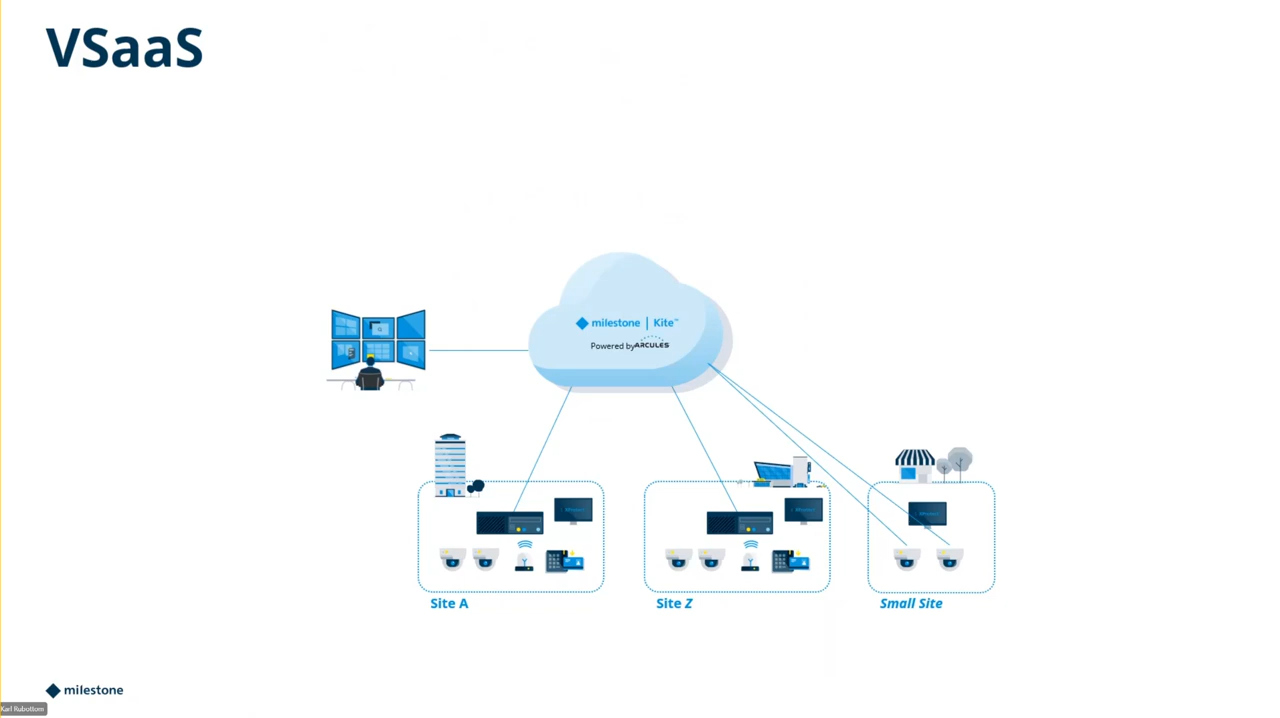 VSaaS
milestone | Kite™
Powered by ARCULES
Site A
Site Z
Small Site
milestone
Karl Rubottom